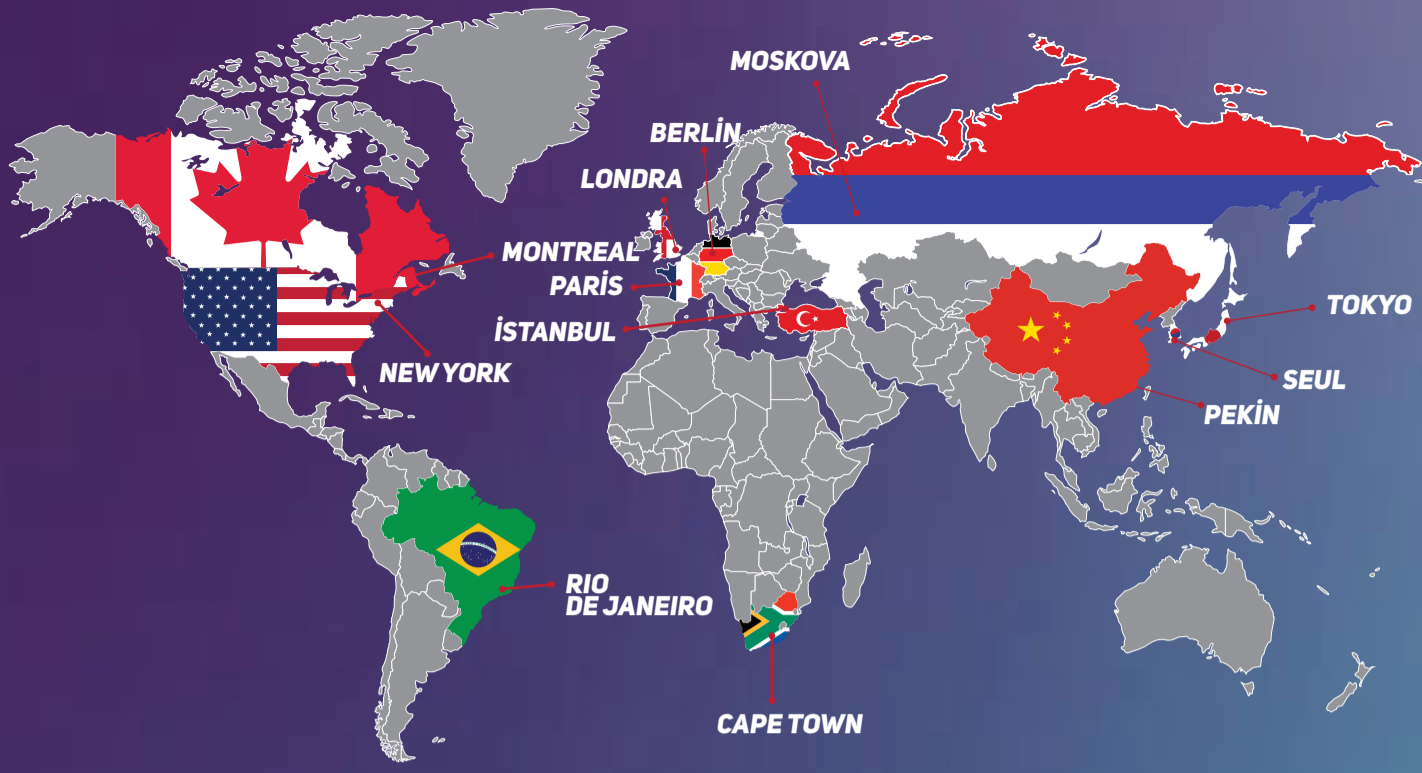 MOSKOVA
BERLİN
LONDRA
MONTREAL
PARİS
İSTANBUL
NEW YORK
TOKYO
SEUL
PEKİN
RIO
DE JANEIRO
CAPE TOWN